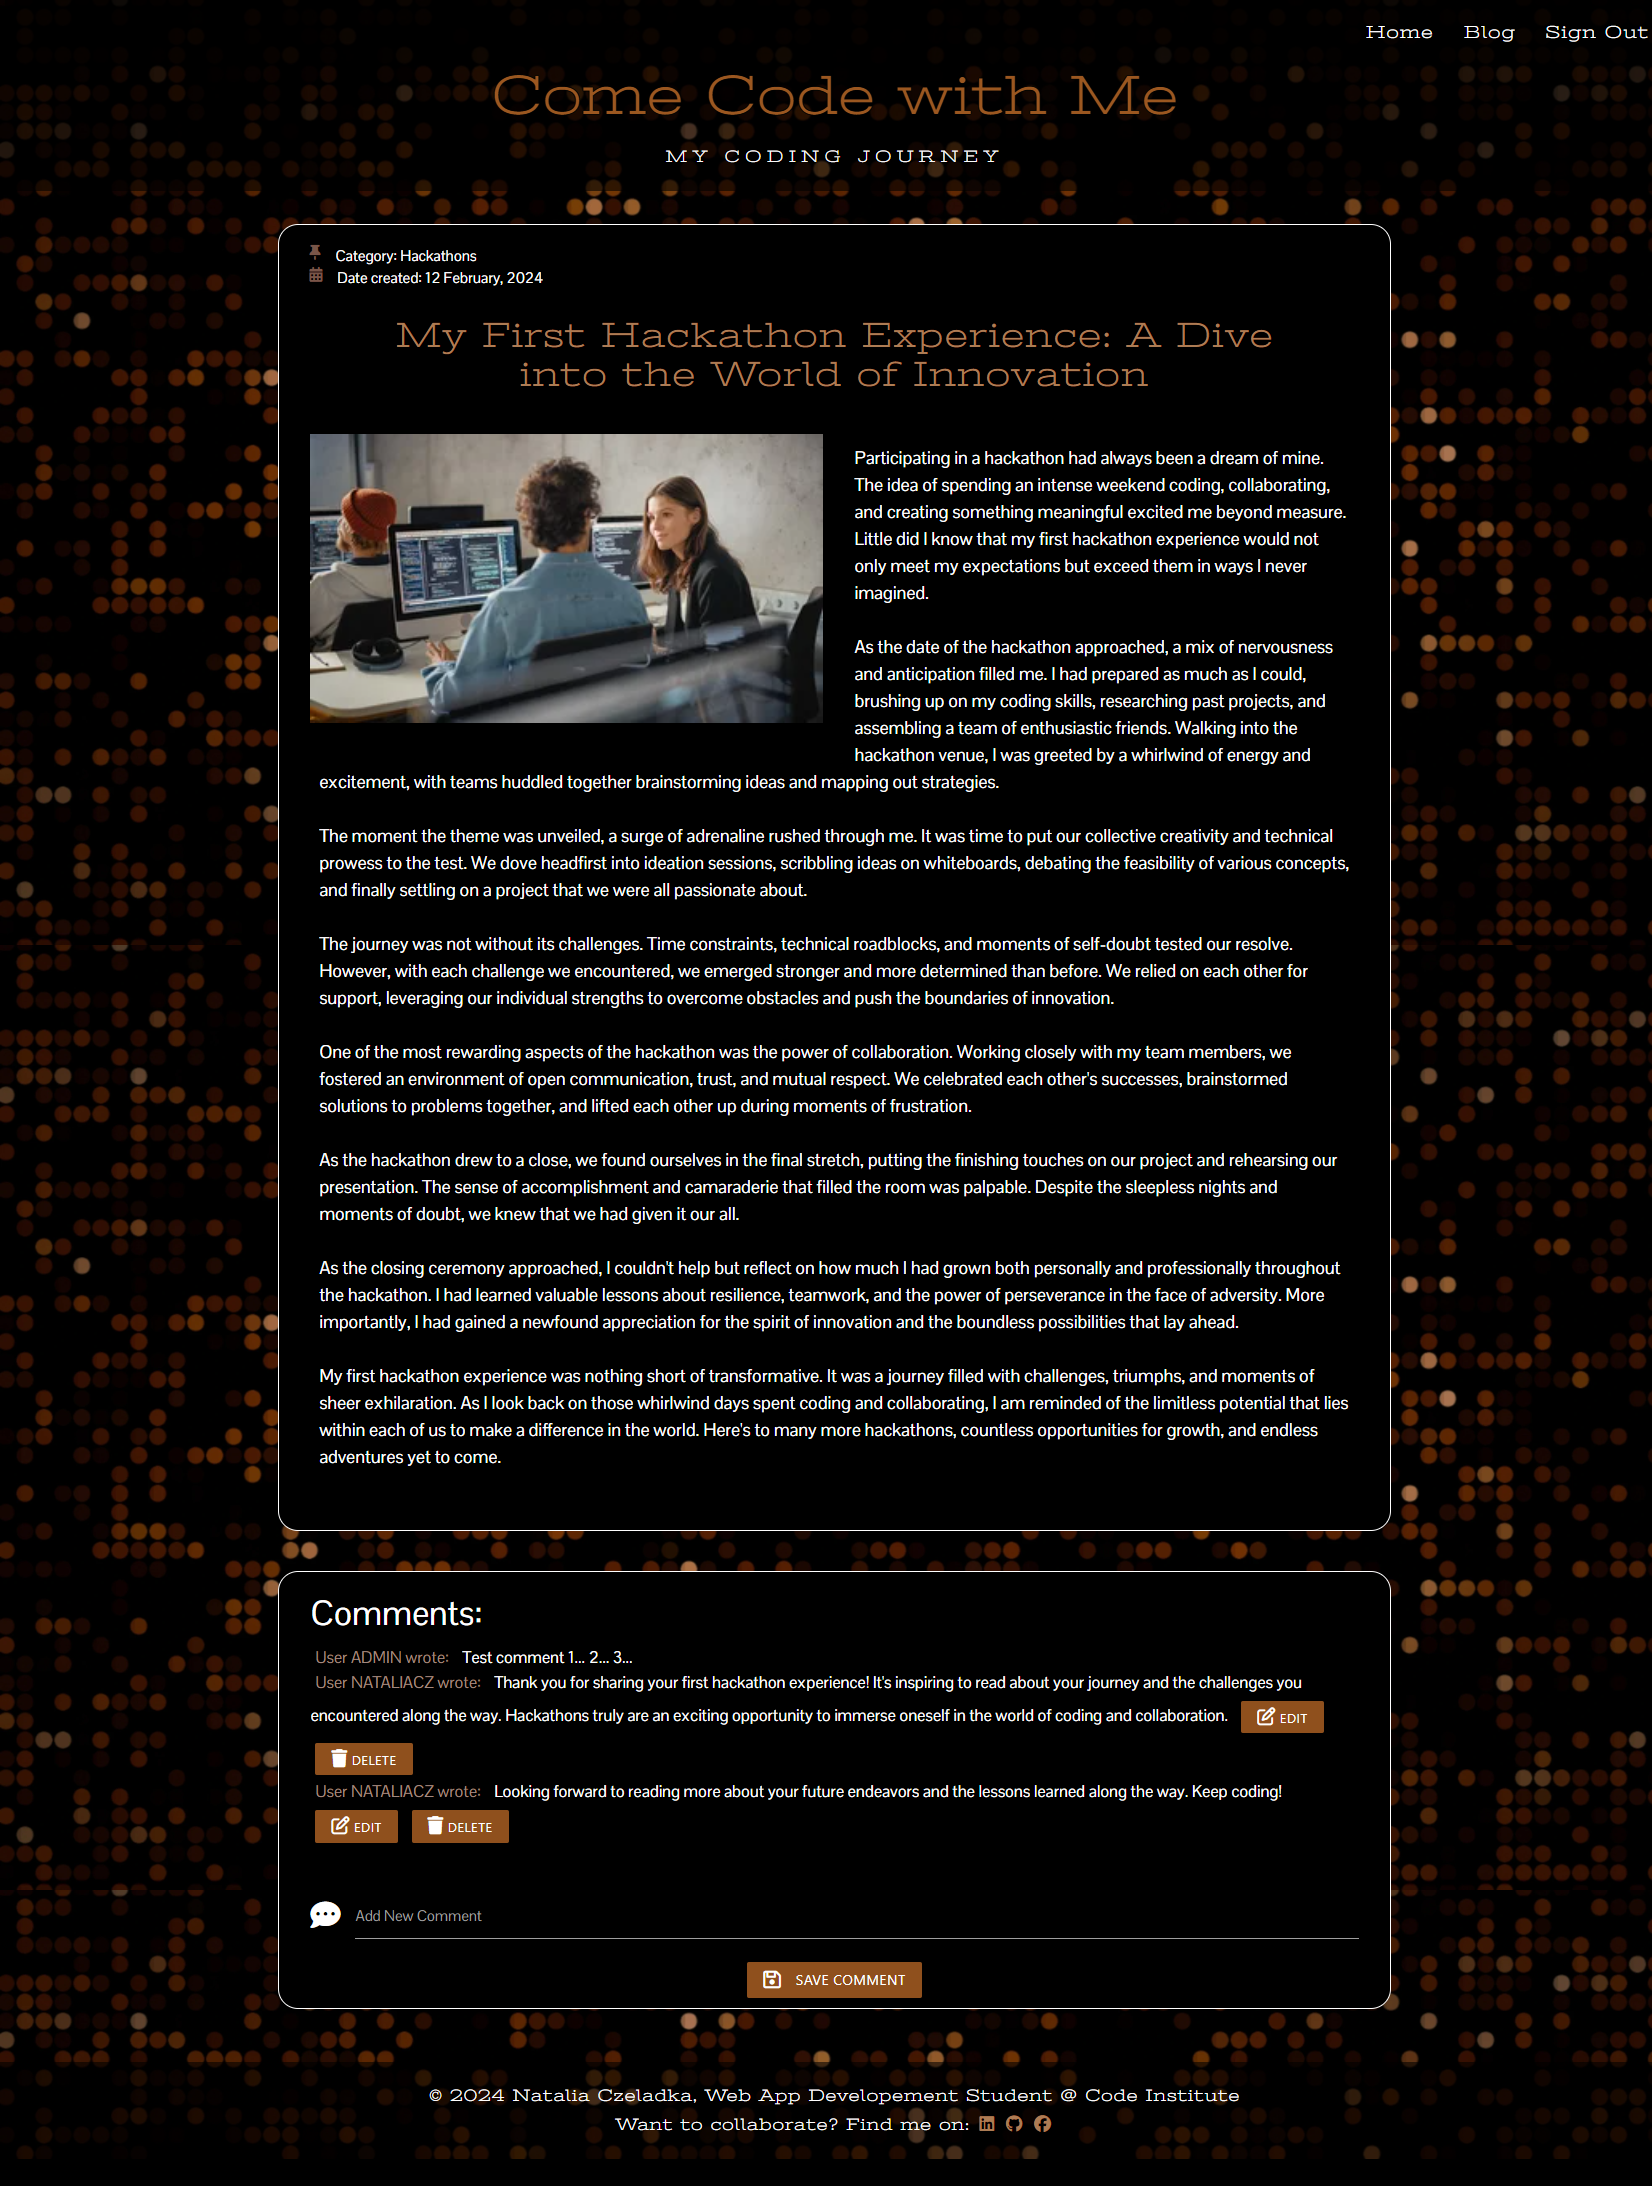 Home Blog Sign Out
Come Code with Me
MY CODING JOURNEY
Category: Hackathons
Date created: 12 February, 2024
My First Hackathon Experience: A Dive
into the World of Innovation
Participating in a hackathon had always been a dream of mine.
The idea of spending an intense weekend coding, collaborating,
and creating something meaningful excited me beyond measure.
Little did I know that my first hackathon experience would not
only meet my expectations but exceed them in ways I never
imagined.
As the date of the hackathon approached, a mix of nervousness
and anticipation filled me. I had prepared as much as I could,
brushing up on my coding skills, researching past projects, and
assembling a team of enthusiastic friends. Walking into the
hackathon venue, I was greeted by a whirlwind of energy and
excitement, with teams huddled together brainstorming ideas and mapping out strategies.
The moment the theme was unveiled, a surge of adrenaline rushed through me. It was time to put our collective creativity and technical
prowess to the test. We dove headfirst into ideation sessions, scribbling ideas on whiteboards, debating the feasibility of various concepts,
and finally settling on a project that we were all passionate about.
The journey was not without its challenges. Time constraints, technical roadblocks, and moments of self-doubt tested our resolve.
However, with each challenge we encountered, we emerged stronger and more determined than before. We relied on each other for
support, leveraging our individual strengths to overcome obstacles and push the boundaries of innovation.
One of the most rewarding aspects of the hackathon was the power of collaboration. Working closely with my team members, we
fostered an environment of open communication, trust, and mutual respect. We celebrated each other's successes, brainstormed
solutions to problems together, and lifted each other up during moments of frustration.
As the hackathon drew to a close, we found ourselves in the final stretch, putting the finishing touches on our project and rehearsing our
presentation. The sense of accomplishment and camaraderie that filled the room was palpable. Despite the sleepless nights and
moments of doubt, we knew that we had given it our all.
As the closing ceremony approached, I couldn't help but reflect on how much I had grown both personally and professionally throughout
the hackathon. I had learned valuable lessons about resilience, teamwork, and the power of perseverance in the face of adversity. More
importantly, I had gained a newfound appreciation for the spirit of innovation and the boundless possibilities that lay ahead.
My first hackathon experience was nothing short of transformative. It was a journey filled with challenges, triumphs, and moments of
sheer exhilaration. As I look back on those whirlwind days spent coding and collaborating, I am reminded of the limitless potential that lies
within each of us to make a difference in the world. Here's to many more hackathons, countless opportunities for growth, and endless
adventures yet to come.
Comments:
User ADMIN wrote: Test comment 1... 2... 3...
User NATALIACZ wrote: Thank you for sharing your first hackathon experience! It's inspiring to read about your journey and the challenges you
encountered along the way. Hackathons truly are an exciting opportunity to immerse oneself in the world of coding and collaboration. EDIT
DELETE
User NATALIACZ wrote: Looking forward to reading more about your future endeavors and the lessons learned along the way. Keep coding!
EDIT DELETE
Add New Comment
SAVE COMMENT
© 2024 Natalia Czeladka, Web App Developement Student @ Code Institute
Want to collaborate? Find me on: